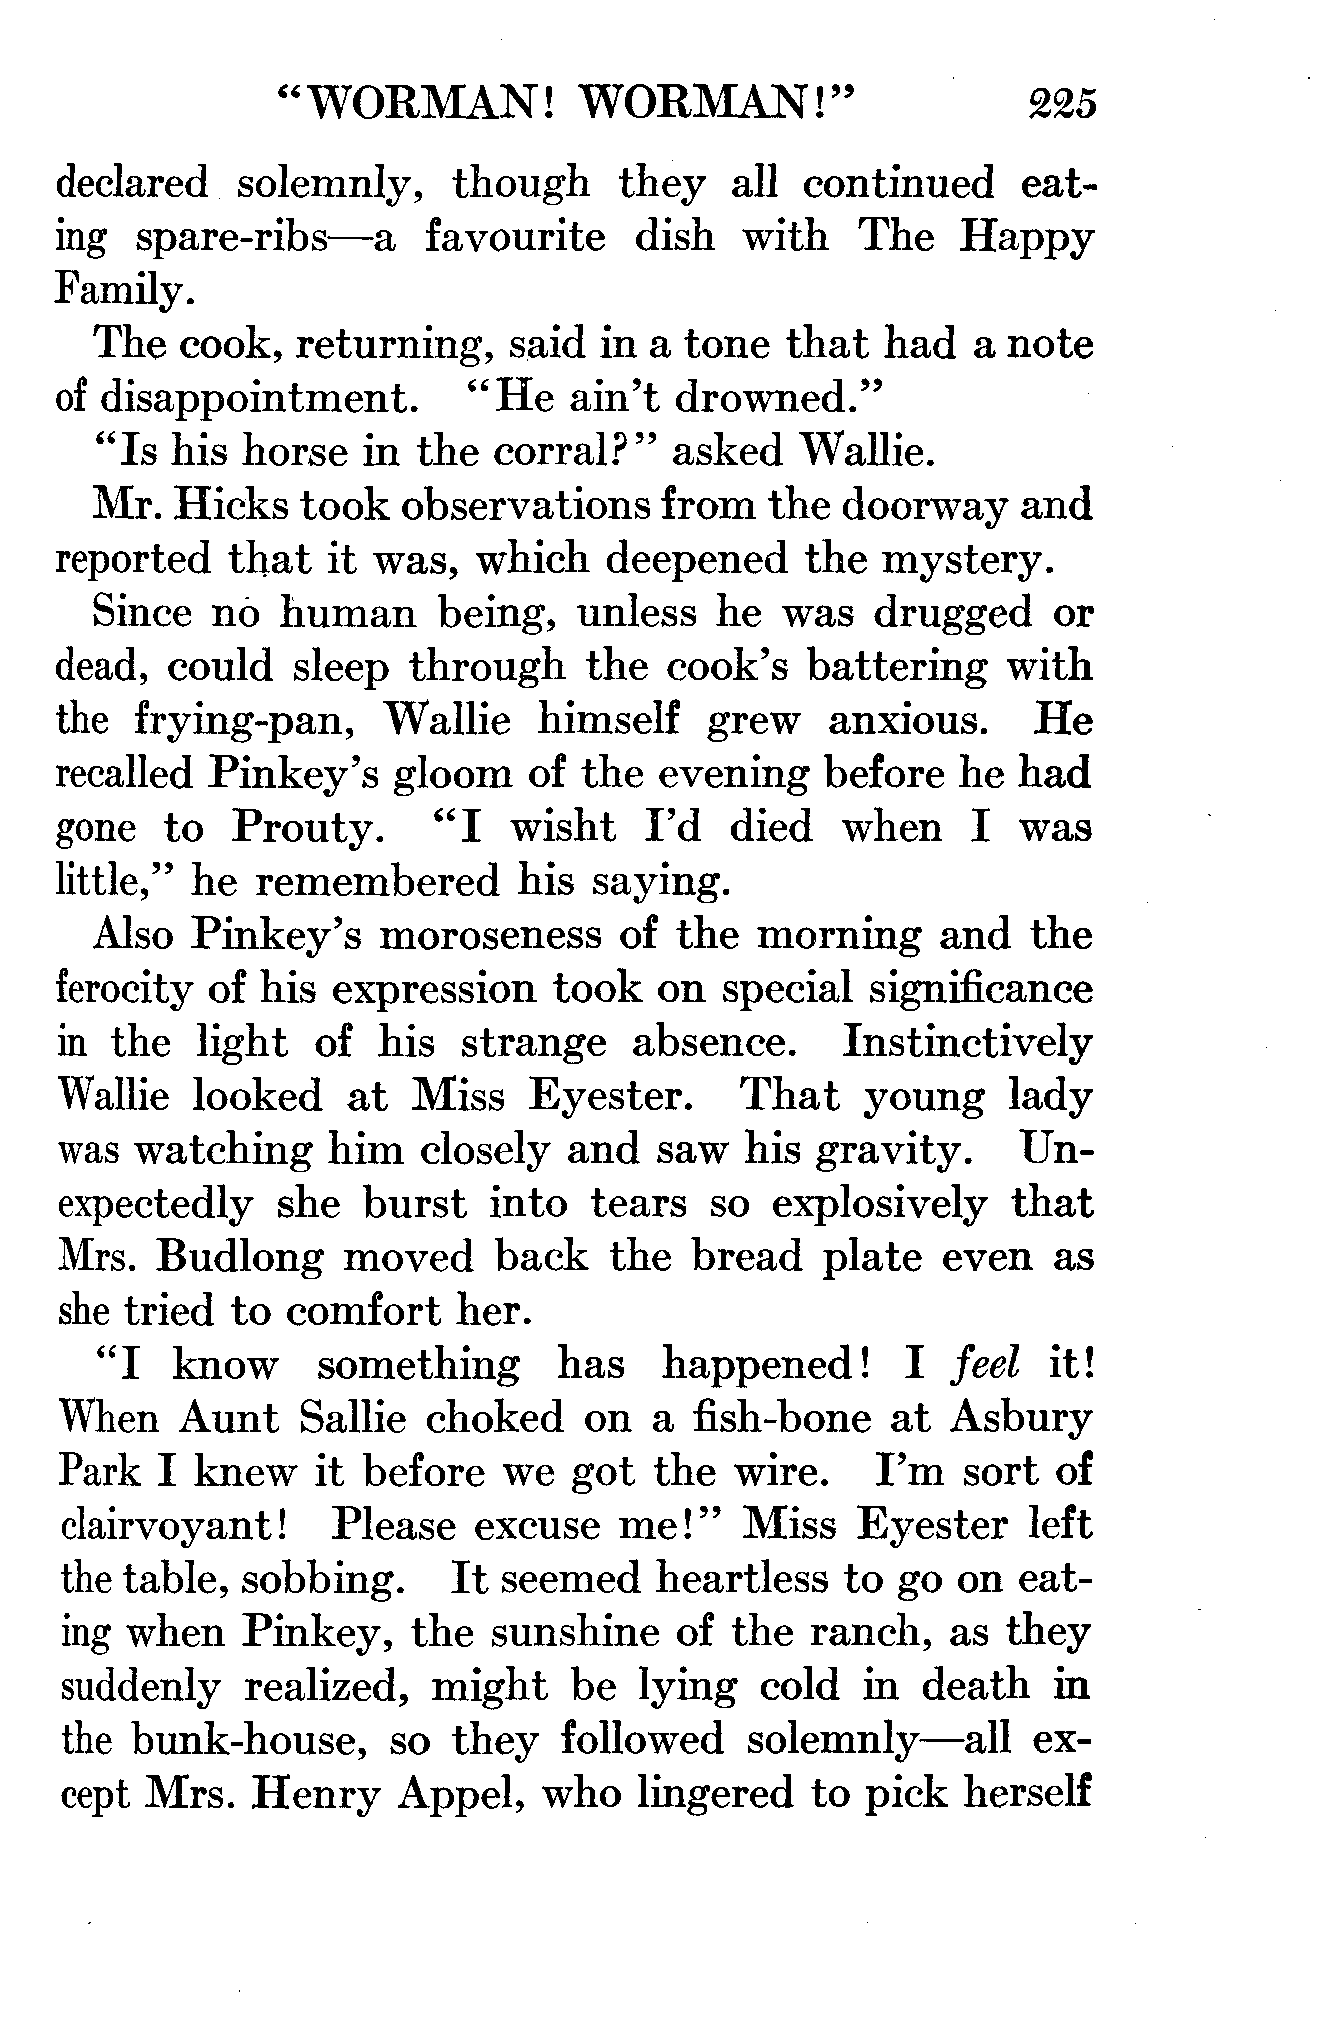 “WORMAN! WORMAN!” 225
declared solemnly, though they all continued eat-
ing spare-ribs—a favourite dish with The Happy
Family.
The cook, returning, said in a tone that had a note
of disappointment. “He ain’t drowned.”
“Is his horse in the corral?” asked Wallie.
Mr. Hicks took observations from the doorway and
reported that it was, which deepened the mystery.
Since no human being, unless he was drugged or
dead, could sleep through the cook’s battering with
the frying-pan, Wallie himself grew anxious. He
recalled Pinkey’s gloom of the evening before he had
gone to Prouty. “I wisht I’d died when I was
little,” he remembered his saying.
Also Pinkey’s moroseness of the morning and the
ferocity of his expression took on special significance
in the light of his strange absence. Instinctively
Wallie looked at Miss Eyester. That young lady
was watching him closely and saw his gravity. Un-
expectedly she burst into tears so explosively that
Mrs. Budlong moved back the bread plate even as
she tried to comfort her.
“I know something has happened! I feel it!
When Aunt Sallie choked on a fish-bone at Asbury
Park I knew it before we got the wire. I’m sort of
clairvoyant! Please excuse me!” Miss Eyester left
the table, sobbing. It seemed heartless to go on eat-
ing when Pinkey, the sunshine of the ranch, as they
suddenly realized, might be lying cold in death in
the bunk-house, so they followed solemnly—all ex-
cept Mrs. Henry Appel, who lingered to pick herself